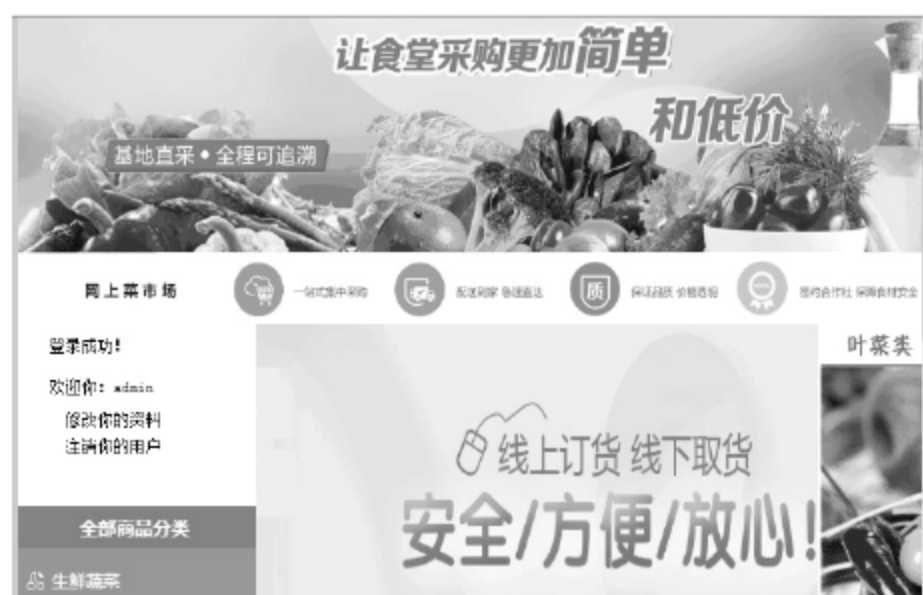 让食堂采购更加简单
和低价
基地直采•全程可追溯
网上菜市场
一站式集中采购
配送到家 急速直达
质
保证品质 价格透明
签约合作社 保障食材安全
登录成功!
欢迎你: admin
修改你的资料
注销你的用户
叶菜类
线上订货 线下取货
安全/方便/放心!
全部商品分类
生鲜蔬菜